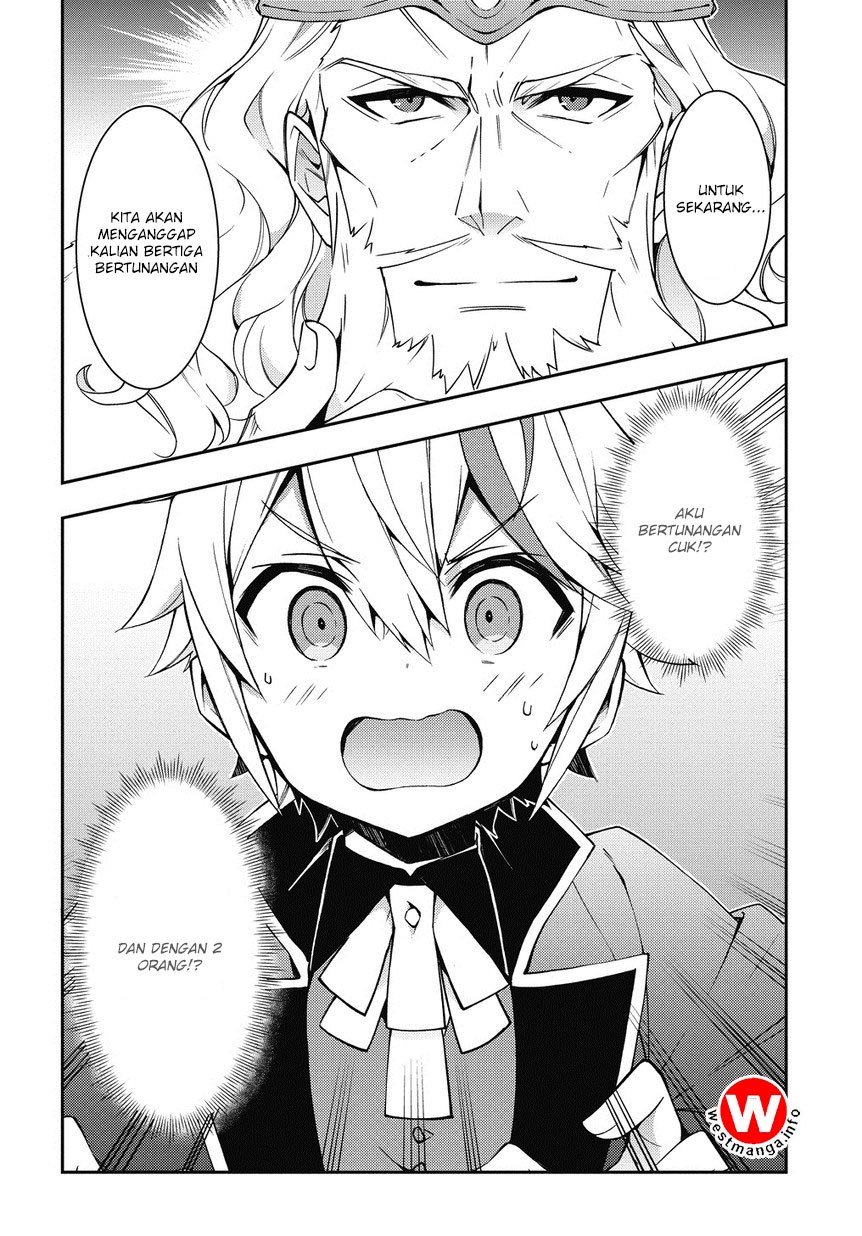 UNTUK
SEKARANG...
KITA AKAN
MENGANGGAP
KALIAN BERTIGA
BERTUNANGAN
AKU
BERTUNANGAN
CUK!?
DAN DENGAN 2
ORANG!?
W
westmanga.info